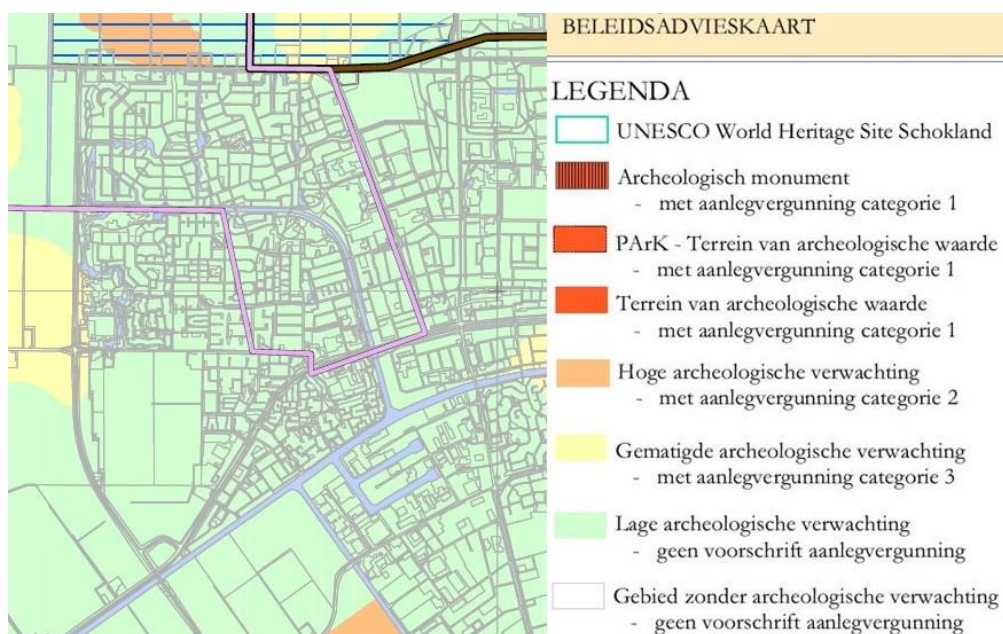 BELEIDSADVIESKAART
LEGENDA
UNESCO World Heritage Site Schokland
Archeologisch monument
- met aanlegvergunning categorie 1
PArK - Terrein van archeologische waarde
- met aanlegvergunning categorie 1
Terrein van archeologische waarde
- met aanlegvergunning categorie 1
Hoge archeologische verwachting
- met aanlegvergunning categorie 2
Gematigde archeologische verwachting
- met aanlegvergunning categorie 3
Lage archeologische verwachting
- geen voorschrift aanlegvergunning
Gebied zonder archeologische verwachting
- geen voorschrift aanlegvergunning